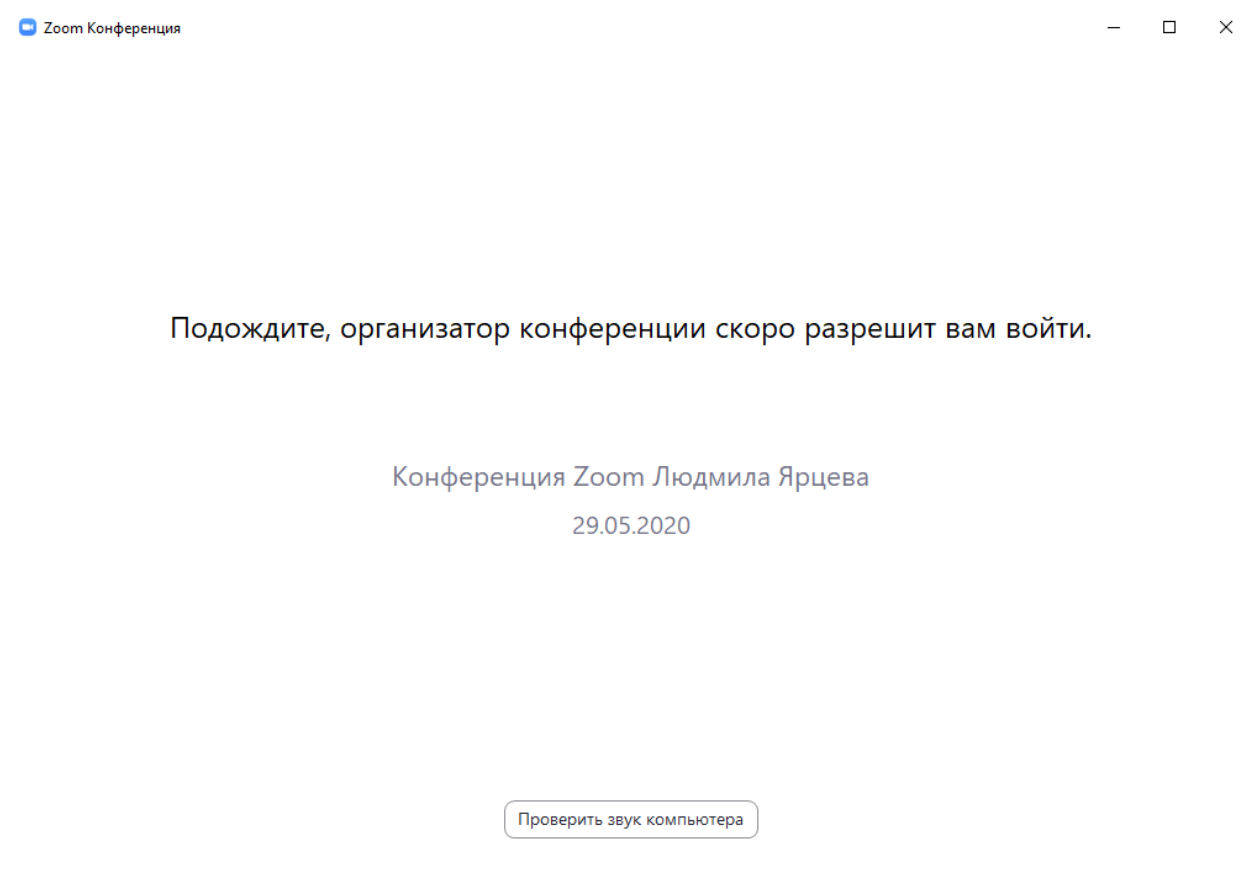 Zoom Конференция
Подождите, организатор конференции скоро разрешит вам войти.
Конференция Zoom Людмила Ярцева
29.05.2020
Проверить звук компьютера